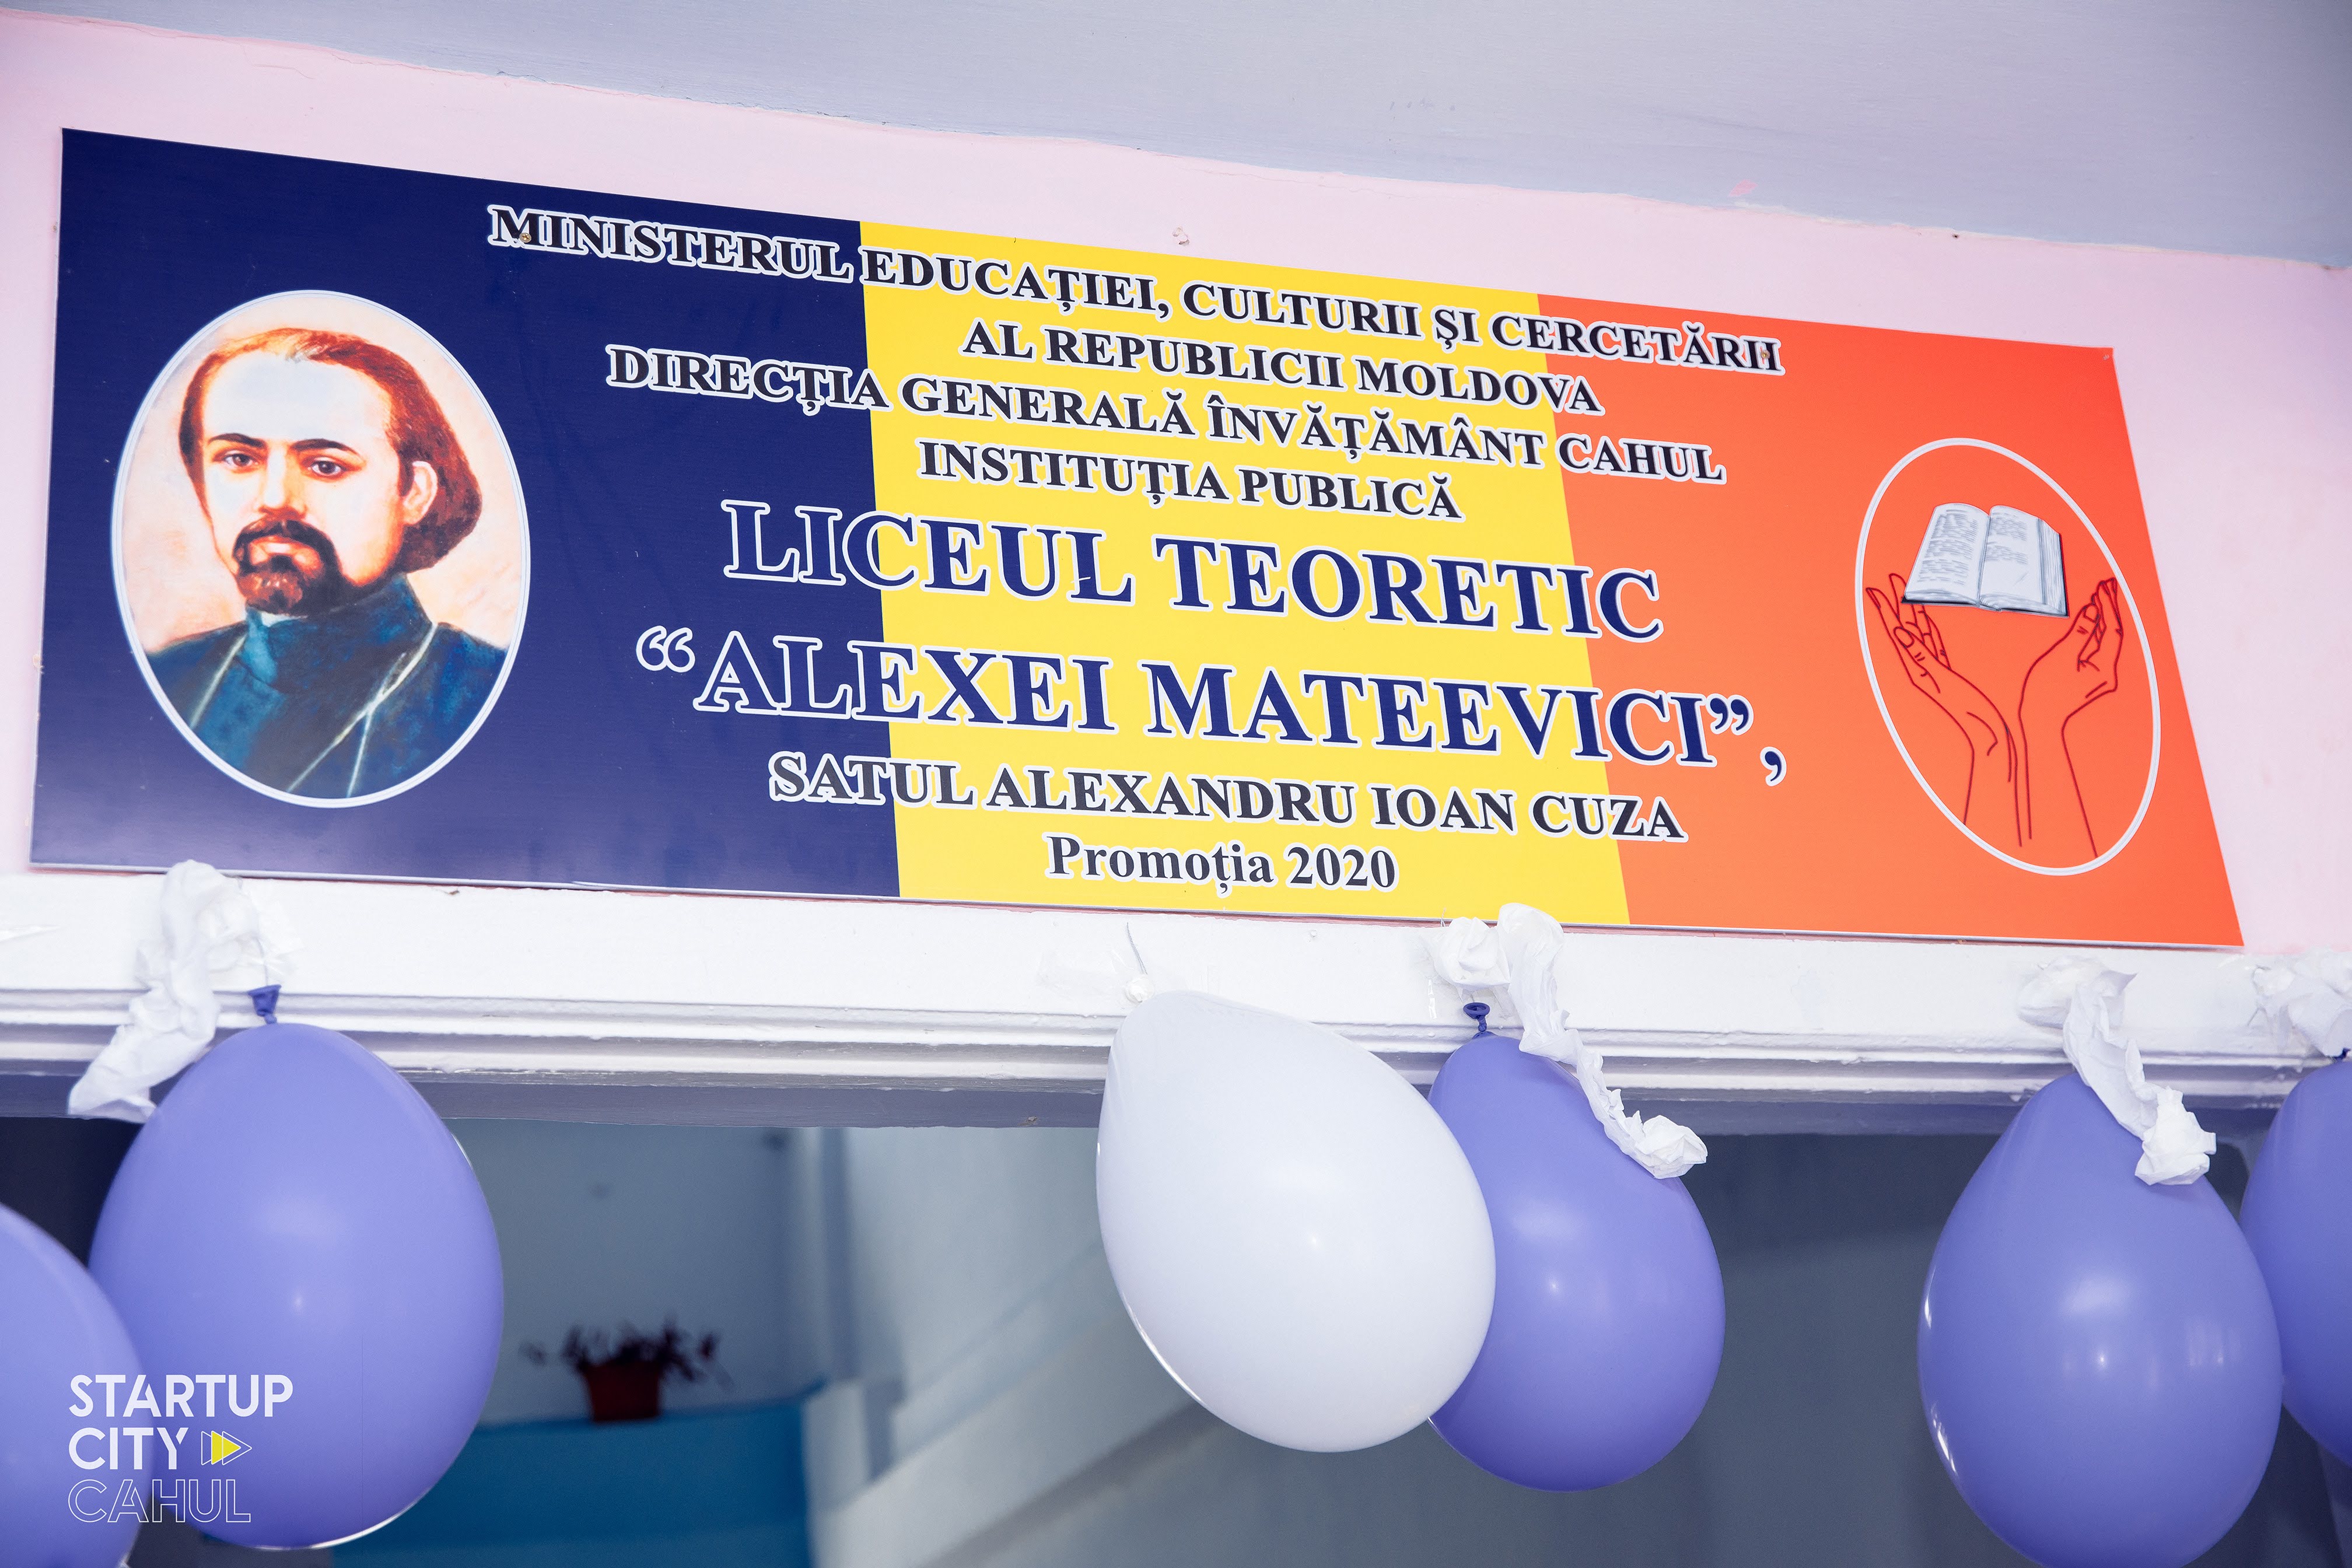 MINISTERUL EDUCAȚIEI, CULTURII ȘI CERCETĂRII
AL REPUBLICII MOLDOVA
DIRECȚIA GENERALĂ ÎNVĂȚĂMÂNT CAHUL
INSTITUȚIA PUBLICĂ
LICEUL TEORETIC
“ALEXEI MATEEVICI”,
SATUL ALEXANDRU IOAN CUZA
Promoția 2020
STARTUP
CITY
CAHUL